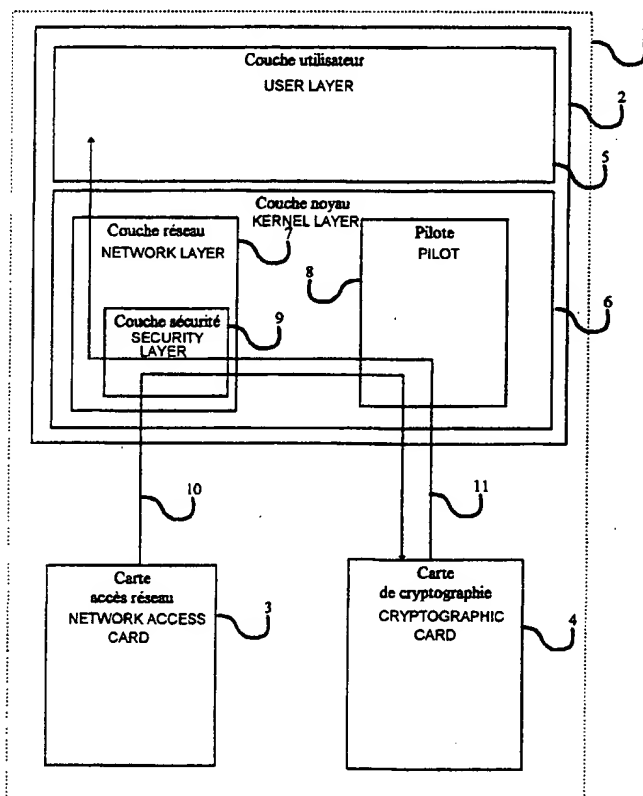 Couche utilisateur
USER LAYER
2
5
Couche noyau
KERNEL LAYER
Couche réseau
NETWORK LAYER
7
Pilote
PILOT
8
6
Couche sécurité
SECURITY
LAYER
9
10
11
Carte
accès réseau
NETWORK ACCESS
CARD
3
Carte
de cryptographie
CRYPTOGRAPHIC
CARD
4